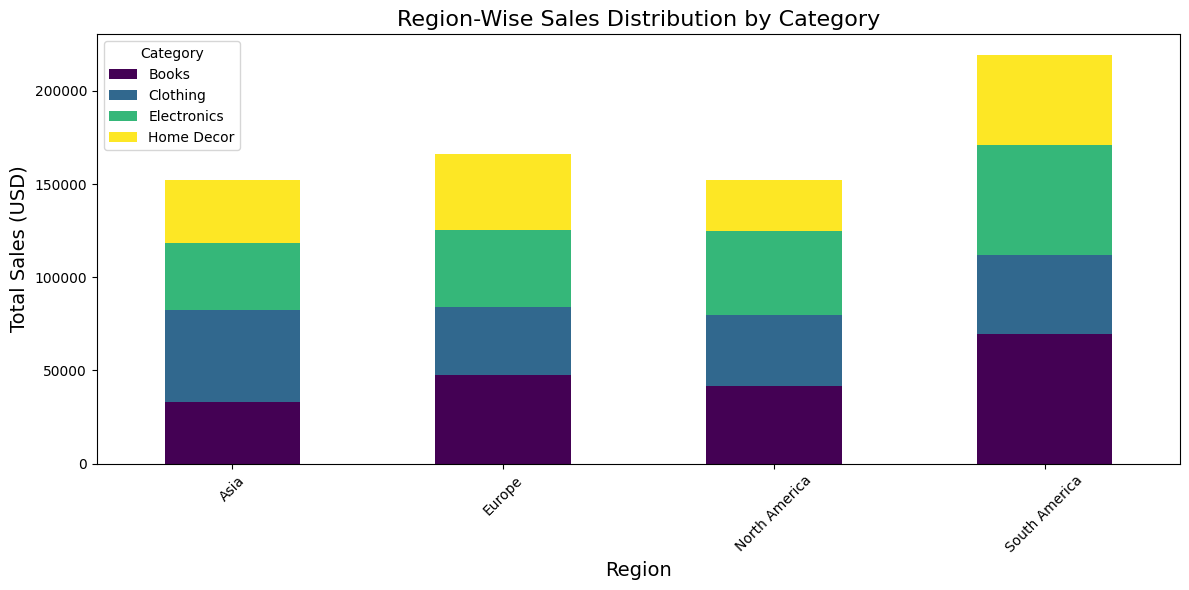 Region-Wise Sales Distribution by Category
Category
Books
Clothing
Electronics
Home Decor
Total Sales (USD)
200000
150000
100000
50000
0
Asia
Europe
North America
South America
Region